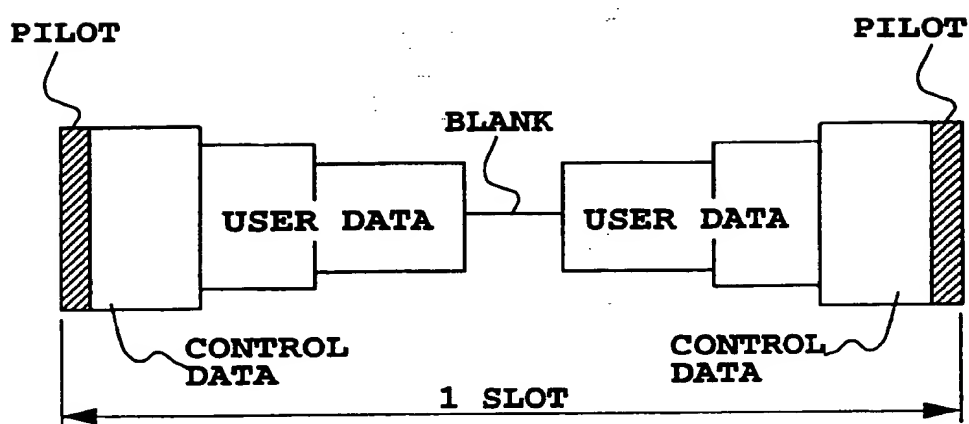 PILOT
PILOT
BLANK
USER DATA
USER DATA
CONTROL
DATA
CONTROL
DATA
1 SLOT